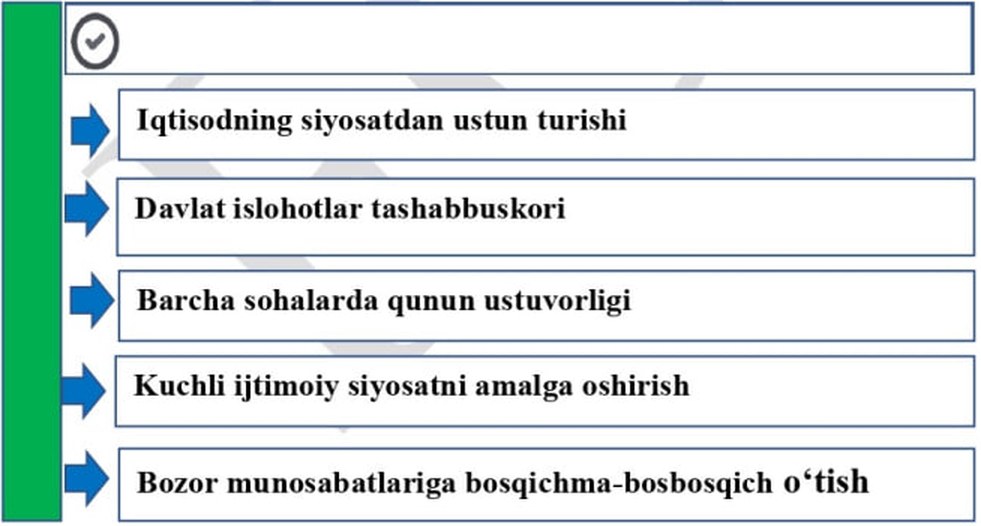 Iqtisodning siyosatdan ustun turishi
Davlat islohotlar tashabbuskori
Barcha sohalarda qunun ustuvorligi
Kuchli ijtimoiy siyosatni amalga oshirish
Bozor munosabatlariga bosqichma-bosbosqich o‘tish